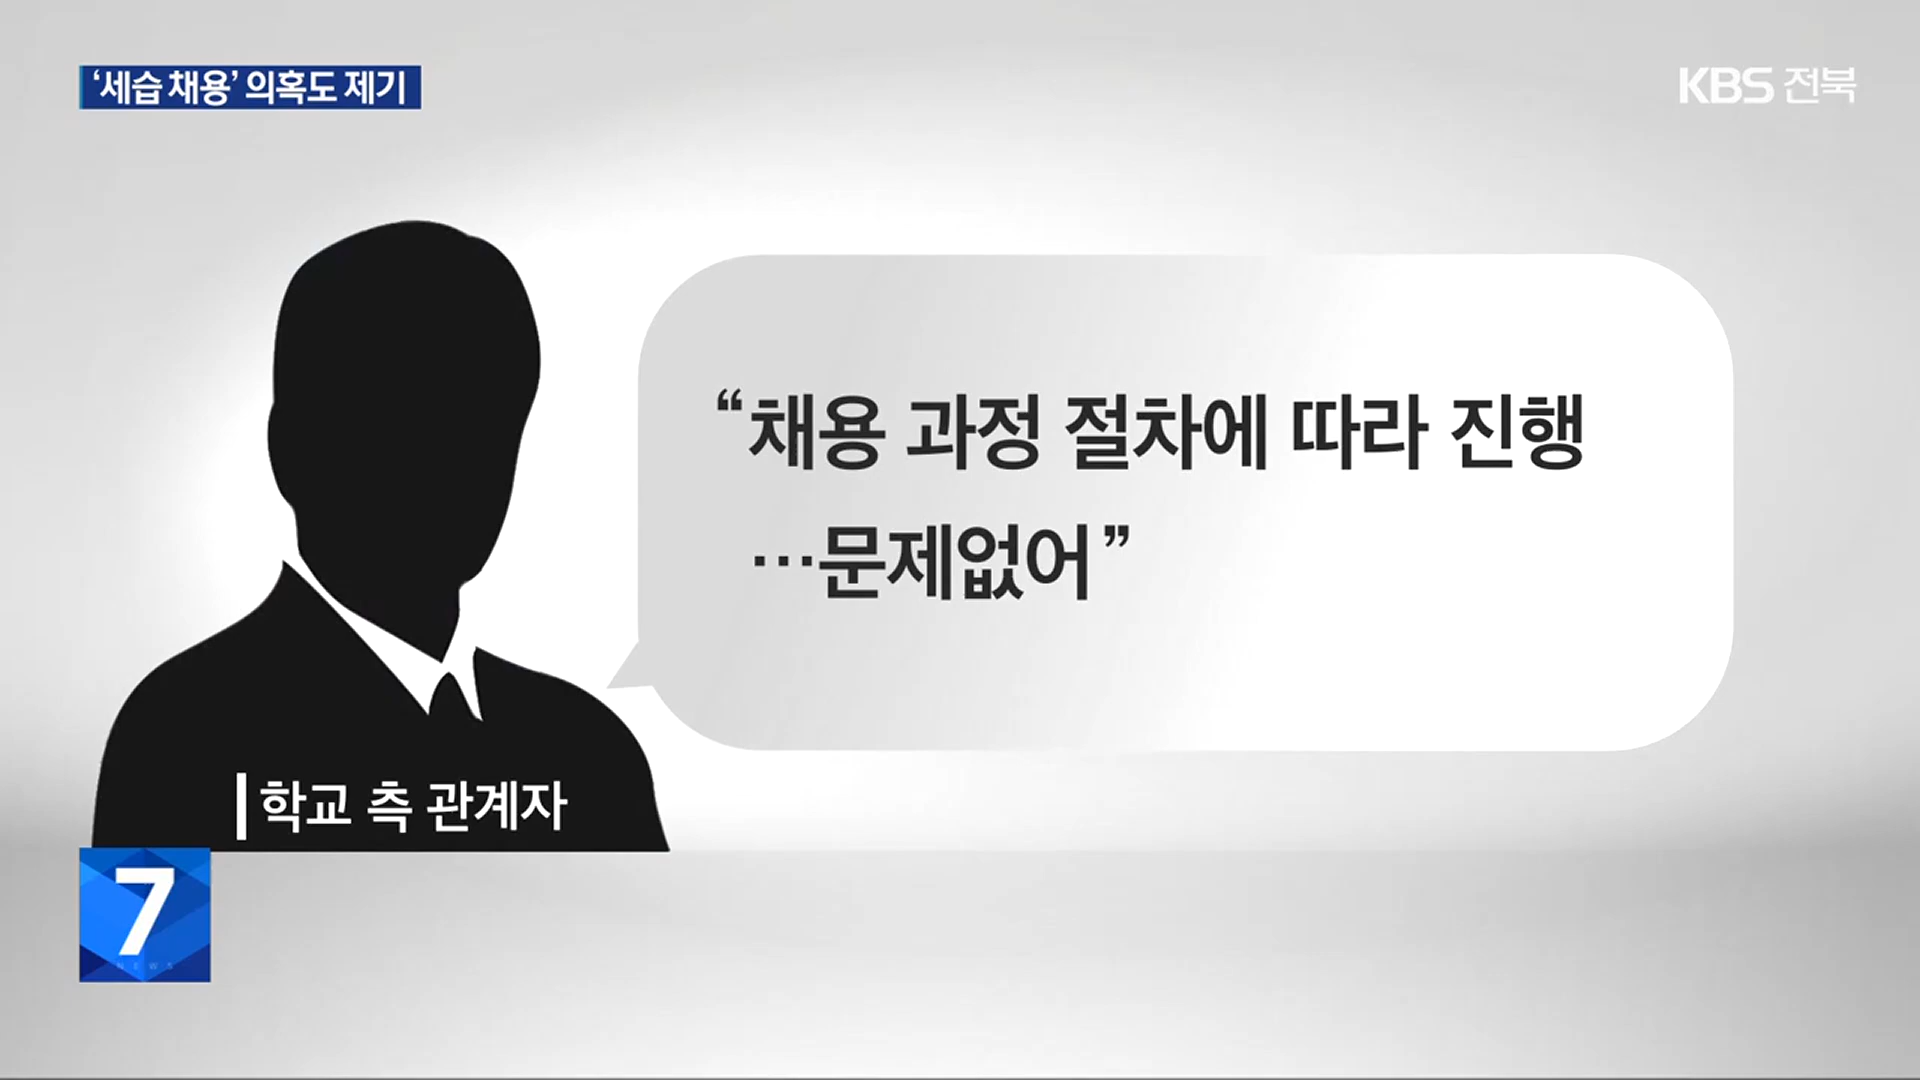 ‘세습 채용’ 의혹도 제기
KBS 전북
“채용 과정 절차에 따라 진행
…문제없어”
학교 측 관계자
7
NEWS